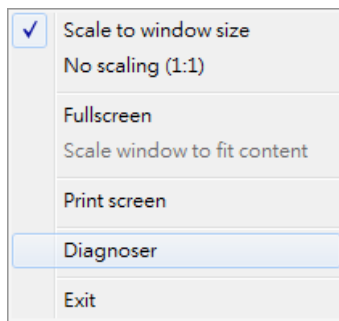 Scale to window size
No scaling (1:1)
Fullscreen
Scale window to fit content
Print screen
Diagnoser
Exit